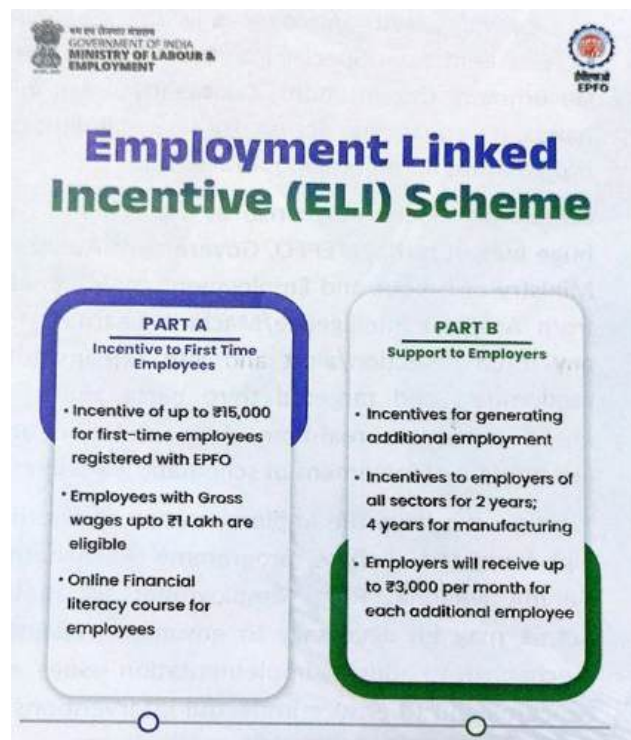 GOVERNMENT OF INDIA
MINISTRY OF LABOUR &
EMPLOYMENT
EPFO
Employment Linked
Incentive (ELI) Scheme
PART A
Incentive to First Time
Employees
• Incentive of up to ₹15,000
for first-time employees
registered with EPFO
• Employees with Gross
wages upto ₹1 Lakh are
eligible
• Online Financial
literacy course for
employees
PART B
Support to Employers
• Incentives for generating
additional employment
• Incentives to employers of
all sectors for 2 years;
4 years for manufacturing
• Employers will receive up
to ₹3,000 per month for
each additional employee